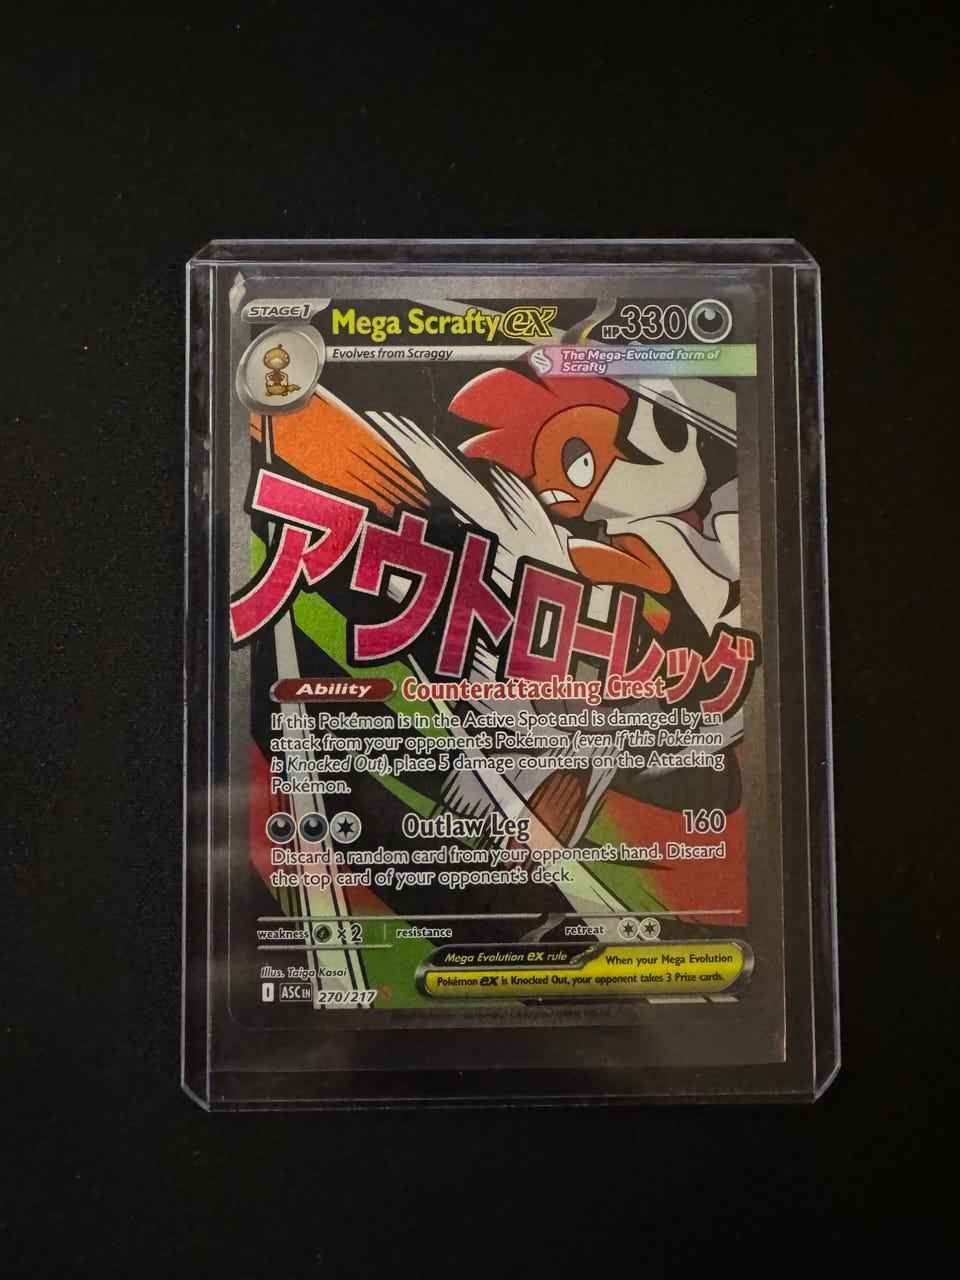 STAGE1
Mega Scrafty ex
HP330
Evolves from Scraggy
The Mega-Evolved form of
Scrafty
アウトローレッグ
Ability Counterattacking Crest
If this Pokémon is in the Active Spot and is damaged by an
attack from your opponent's Pokémon (even if this Pokémon
is Knocked Out), place 5 damage counters on the Attacking
Pokémon.
Outlaw Leg 160
Discard a random card from your opponent's hand. Discard
the top card of your opponent's deck.
weakness ×2 resistance retreat
Mega Evolution ex rule When your Mega Evolution
Pokémon ex is Knocked Out, your opponent takes 3 Prize cards.
Illus. Taiga Kasai
ASC EN 270/217